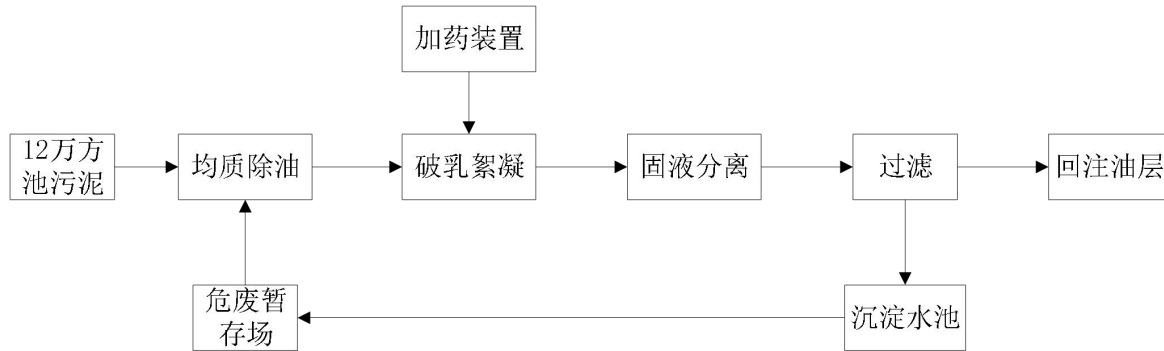 加药装置
12万方
池污泥
均质除油
破乳絮凝
固液分离
过滤
回注油层
危废暂
存场
沉淀水池